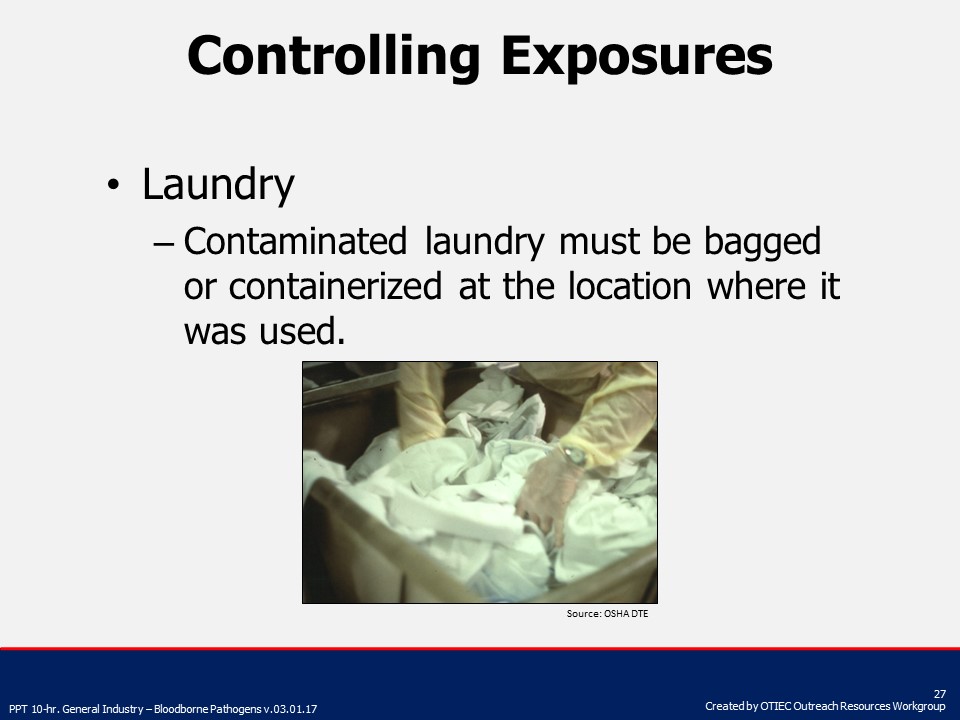 Controlling Exposures
• Laundry
– Contaminated laundry must be bagged
or containerized at the location where it
was used.
Source: OSHA DTE
27
PPT 10-hr. General Industry – Bloodborne Pathogens v.03.01.17
Created by OTIEC Outreach Resources Workgroup